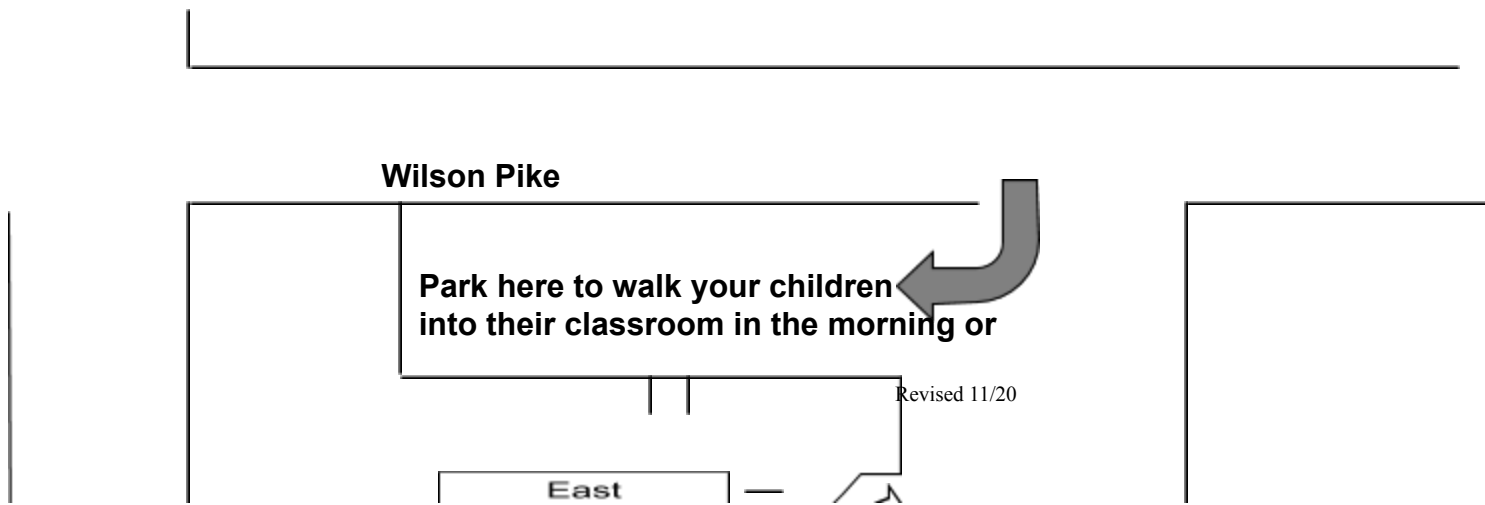 Wilson Pike
Park here to walk your children
into their classroom in the morning or
Revised 11/20
East